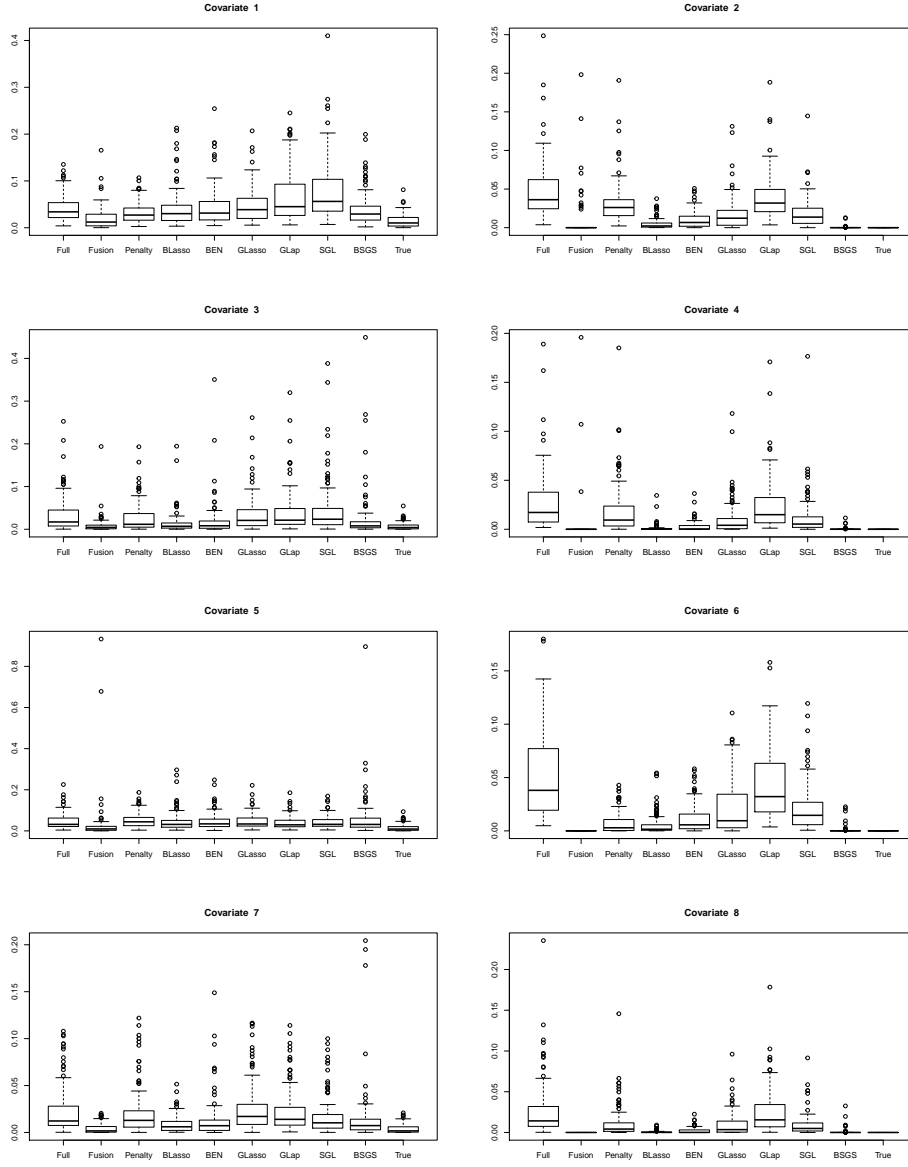 Covariate 1
0.0 0.1 0.2 0.3 0.4
Full Fusion Penalty BLasso BEN GLasso GLap SGL BSGS True
Covariate 2
0.00 0.05 0.10 0.15 0.20 0.25
Full Fusion Penalty BLasso BEN GLasso GLap SGL BSGS True
Covariate 3
0.0 0.1 0.2 0.3 0.4
Full Fusion Penalty BLasso BEN GLasso GLap SGL BSGS True
Covariate 4
0.00 0.05 0.10 0.15 0.20
Full Fusion Penalty BLasso BEN GLasso GLap SGL BSGS True
Covariate 5
0.0 0.2 0.4 0.6 0.8
Full Fusion Penalty BLasso BEN GLasso GLap SGL BSGS True
Covariate 6
0.00 0.05 0.10 0.15
Full Fusion Penalty BLasso BEN GLasso GLap SGL BSGS True
Covariate 7
0.00 0.05 0.10 0.15 0.20
Full Fusion Penalty BLasso BEN GLasso GLap SGL BSGS True
Covariate 8
0.00 0.05 0.10 0.15 0.20
Full Fusion Penalty BLasso BEN GLasso GLap SGL BSGS True